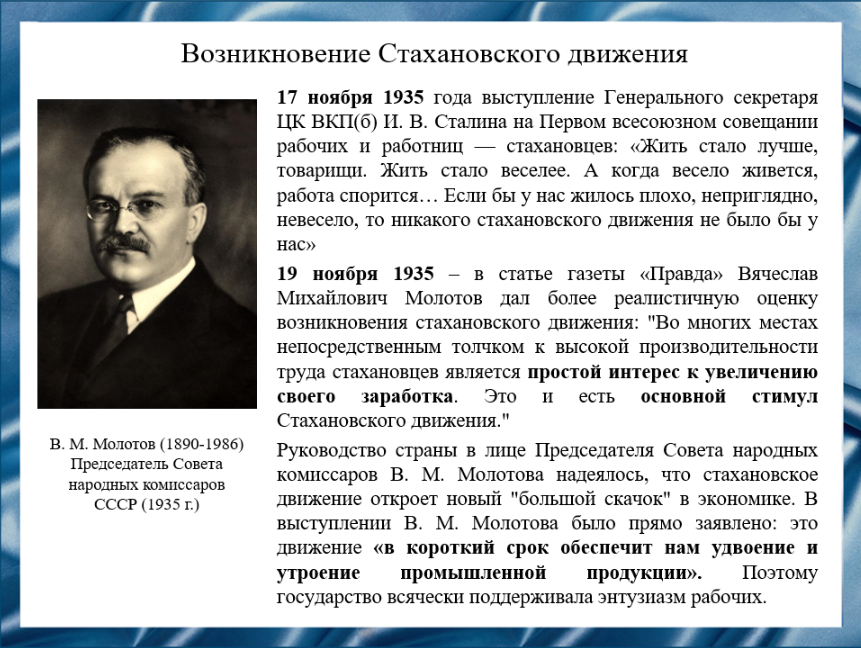 Возникновение Стахановского движения
17 ноября 1935 года выступление Генерального секретаря
ЦК ВКП(б) И. В. Сталина на Первом всесоюзном совещании
рабочих и работниц — стахановцев: «Жить стало лучше,
товарищи. Жить стало веселее. А когда весело живется,
работа спорится… Если бы у нас жилось плохо, неприглядно,
невесело, то никакого стахановского движения не было бы у
нас»
19 ноября 1935 – в статье газеты «Правда» Вячеслав
Михайлович Молотов дал более реалистичную оценку
возникновения стахановского движения: "Во многих местах
непосредственным толчком к высокой производительности
труда стахановцев является простой интерес к увеличению
своего заработка. Это и есть основной стимул
Стахановского движения."
Руководство страны в лице Председателя Совета народных
комиссаров В. М. Молотова надеялось, что стахановское
движение откроет новый "большой скачок" в экономике. В
выступлении В. М. Молотова было прямо заявлено: это
движение «в короткий срок обеспечит нам удвоение и
утроение промышленной продукции». Поэтому
государство всячески поддерживала энтузиазм рабочих.
В. М. Молотов (1890-1986)
Председатель Совета
народных комиссаров
СССР (1935 г.)